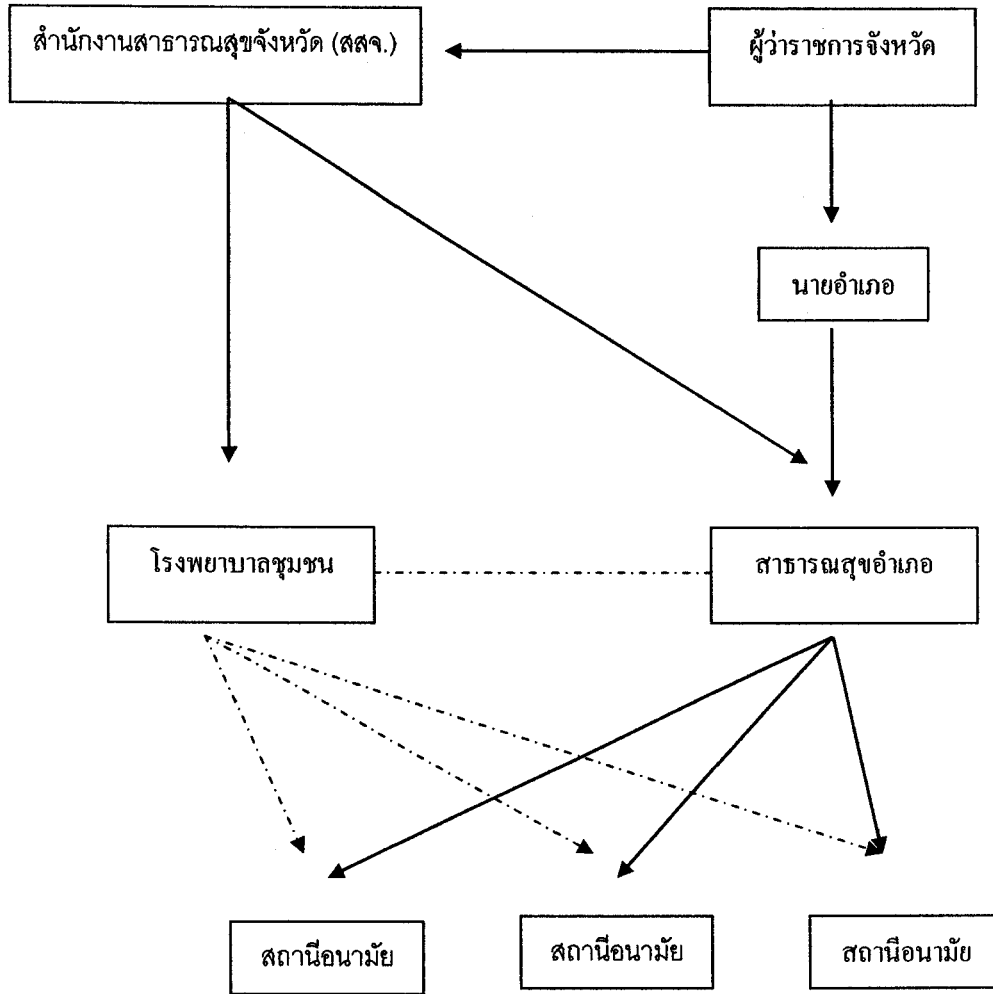 สำนักงานสาธารณสุขจังหวัด (สสจ.)
ผู้ว่าราชการจังหวัด
นายอำเภอ
โรงพยาบาลชุมชน
สาธารณสุขอำเภอ
สถานีอนามัย
สถานีอนามัย
สถานีอนามัย